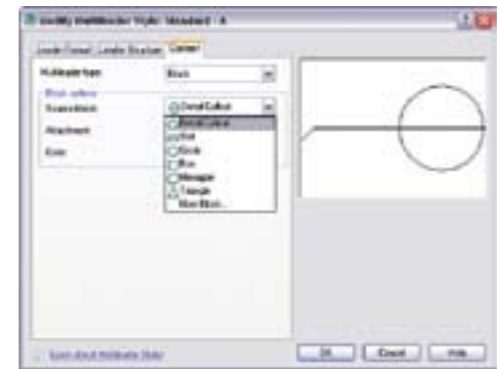 Modify Multileader Style: Standard - A
Leader Format Leader Structure Content
Multileader type: Block
Block options
Source block: Detail Callout
Detail Callout
Slot
Circle
Box
Hexagon
Triangle
User Block...
Attachment:
Color:
Learn about Multileader Styles
OK Cancel Help